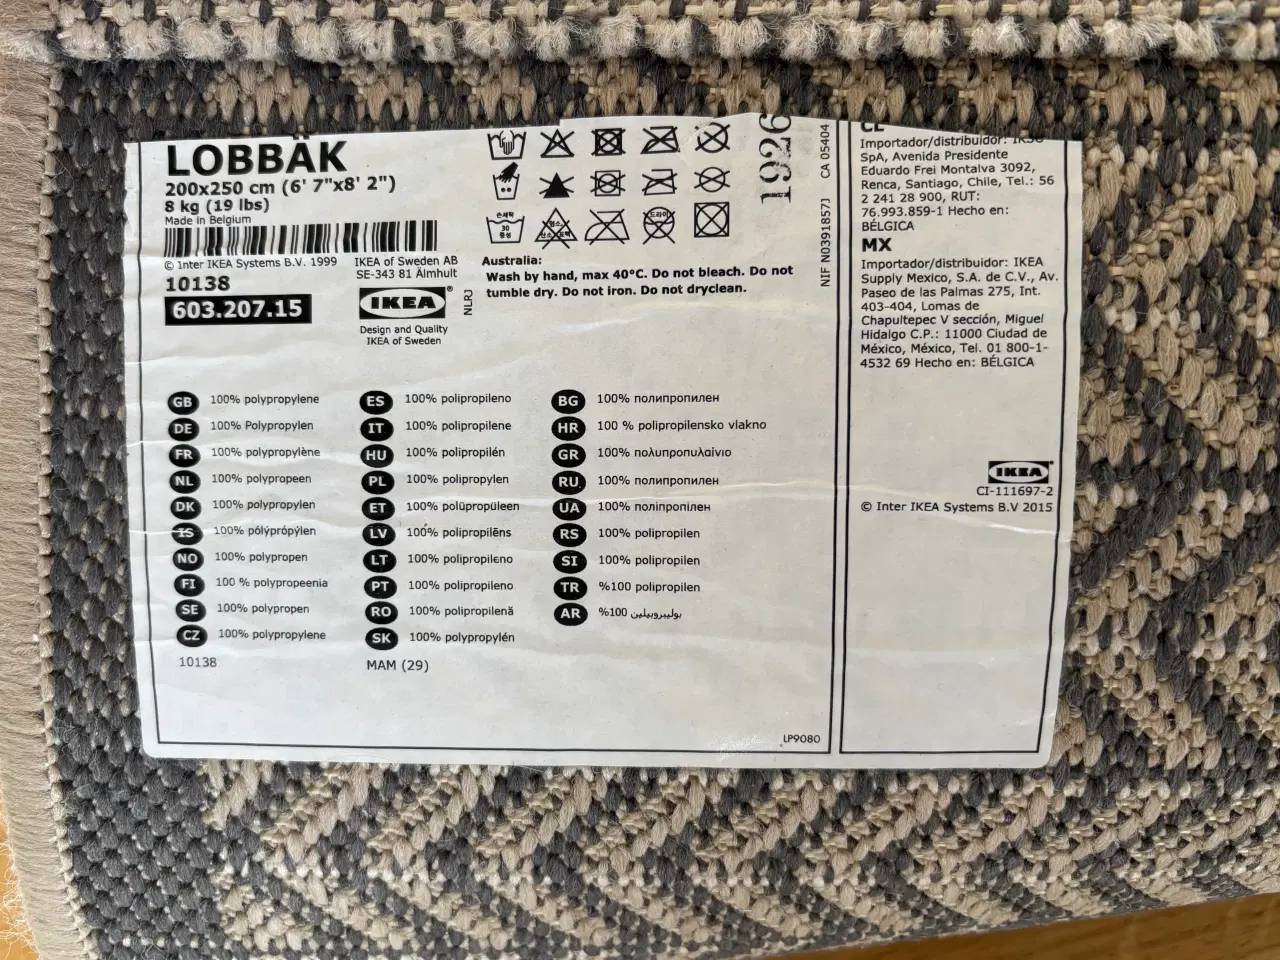 LOBBÄK
200x250 cm (6' 7"x8' 2")
8 kg (19 lbs)
Made in Belgium
© Inter IKEA Systems B.V. 1999
10138
603.207.15
IKEA of Sweden AB
SE-343 81 Älmhult
IKEA®
Design and Quality
IKEA of Sweden
NLRJ
손세탁
30
중성
드라이
Australia:
Wash by hand, max 40°C. Do not bleach. Do not
tumble dry. Do not iron. Do not dryclean.
1926
NIF N0391857J CA 05404
GB 100% polypropylene
DE 100% Polypropylen
FR 100% polypropylène
NL 100% polypropeen
DK 100% polypropylen
IS 100% pólýprópýlen
NO 100% polypropen
FI 100 % polypropeenia
SE 100% polypropen
CZ 100% polypropylene
10138
ES 100% polipropileno
IT 100% polipropilene
HU 100% polipropilén
PL 100% polipropylen
ET 100% polüpropüleen
LV 100% polipropilēns
LT 100% polipropileno
PT 100% polipropileno
RO 100% polipropilenă
SK 100% polypropylén
MAM (29)
BG 100% полипропилен
HR 100 % polipropilensko vlakno
GR 100% πολυπροπυλαίνιο
RU 100% полипропилен
UA 100% поліпропілен
RS 100% polipropilen
SI 100% polipropilen
TR %100 polipropilen
AR %100 بوليبروبيلين
LP9080
CL
Importador/distribuidor: IKSO
SpA, Avenida Presidente
Eduardo Frei Montalva 3092,
Renca, Santiago, Chile, Tel.: 56
2 241 28 900, RUT:
76.993.859-1 Hecho en:
BÉLGICA
MX
Importador/distribuidor: IKEA
Supply Mexico, S.A. de C.V., Av.
Paseo de las Palmas 275, Int.
403-404, Lomas de
Chapultepec V sección, Miguel
Hidalgo C.P.: 11000 Ciudad de
México, México, Tel. 01 800-1-
4532 69 Hecho en: BÉLGICA
IKEA
CI-111697-2
© Inter IKEA Systems B.V 2015